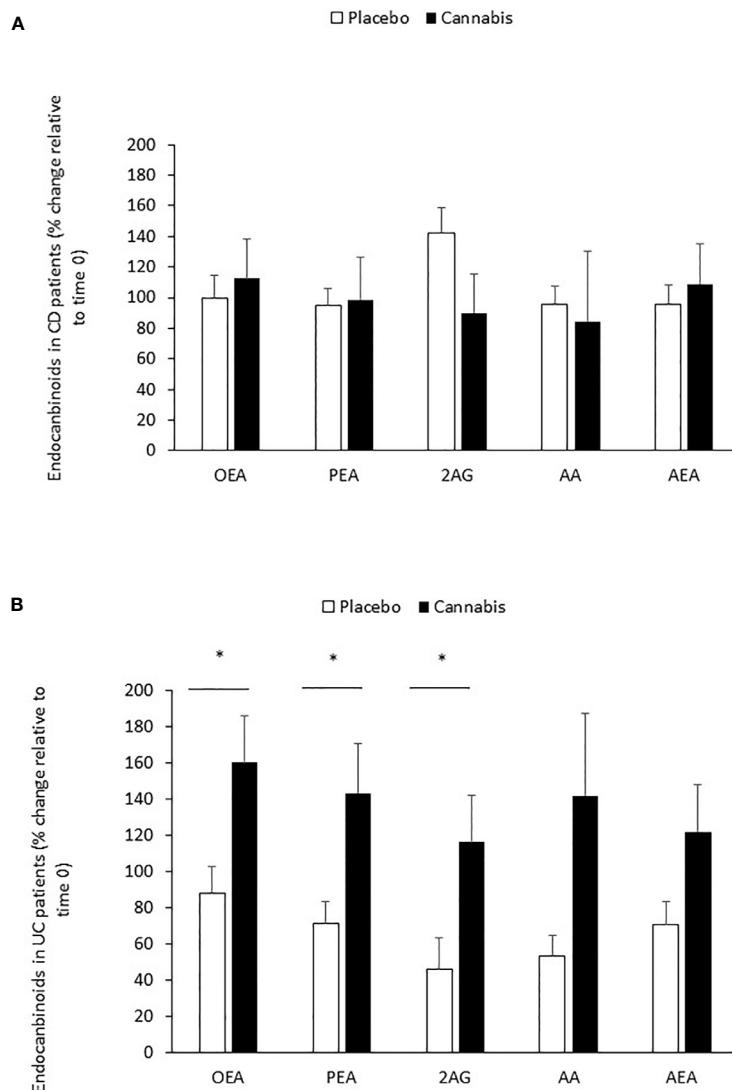 A
Placebo Cannabis
Endocanbinoids in CD patients (% change relative
to time 0)
200
180
160
140
120
100
80
60
40
20
0
OEA PEA 2AG AA AEA
B
Placebo Cannabis
* * *
Endocanbinoids in UC patients (% change relative to
time 0)
200
180
160
140
120
100
80
60
40
20
0
OEA PEA 2AG AA AEA